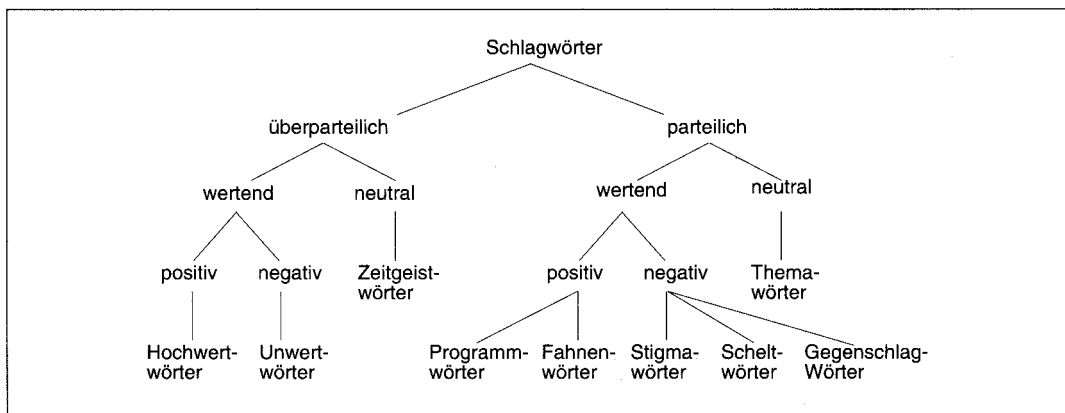 Schlagwörter
überparteilich parteilich
wertend neutral wertend neutral
positiv negativ Zeitgeist-
wörter positiv negativ Thema-
wörter
Hochwert-
wörter Unwert-
wörter Programm-
wörter Fahnen-
wörter Stigma-
wörter Schelt-
wörter Gegenschlag-
Wörter